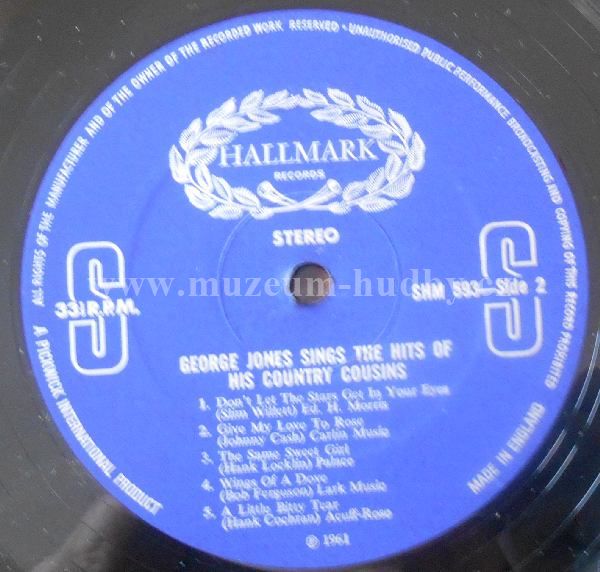 ALL RIGHTS OF THE MANUFACTURER AND OF THE OWNER OF THE RECORDED WORK RESERVED · UNAUTHORISED PUBLIC PERFORMANCE BROADCASTING AND COPYING OF THIS RECORD PROHIBITED
HALLMARK
RECORDS
STEREO
S
S
www.muzeum-hudby.
33⅓R.P.M.
SHM 593 Side 2
GEORGE JONES SINGS THE HITS OF
HIS COUNTRY COUSINS
1. Don't Let The Stars Get In Your Eyes
(Slim Willett) Ed. H. Morris
2. Give My Love To Rose
(Johnny Cash) Carlin Music
3. The Same Sweet Girl
(Hank Locklin) Palace
4. Wings Of A Dove
(Bob Ferguson) Lark Music
5. A Little Bitty Tear
(Hank Cochran) Acuff-Rose
℗ 1961
A PICKWICK INTERNATIONAL PRODUCT
MADE IN ENGLAND